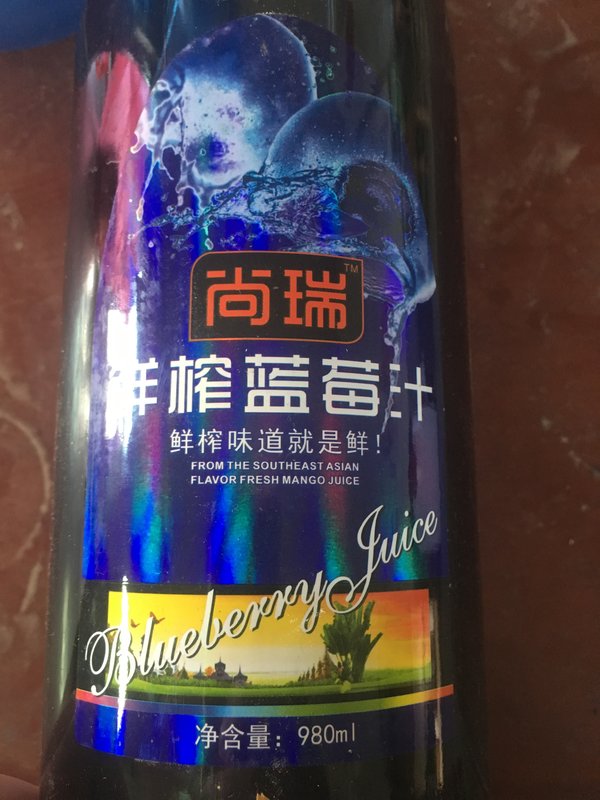 尚瑞™
鲜榨蓝莓汁
鲜榨味道就是鲜！
FROM THE SOUTHEAST ASIAN
FLAVOR FRESH MANGO JUICE
Blueberry Juice
净含量：980ml